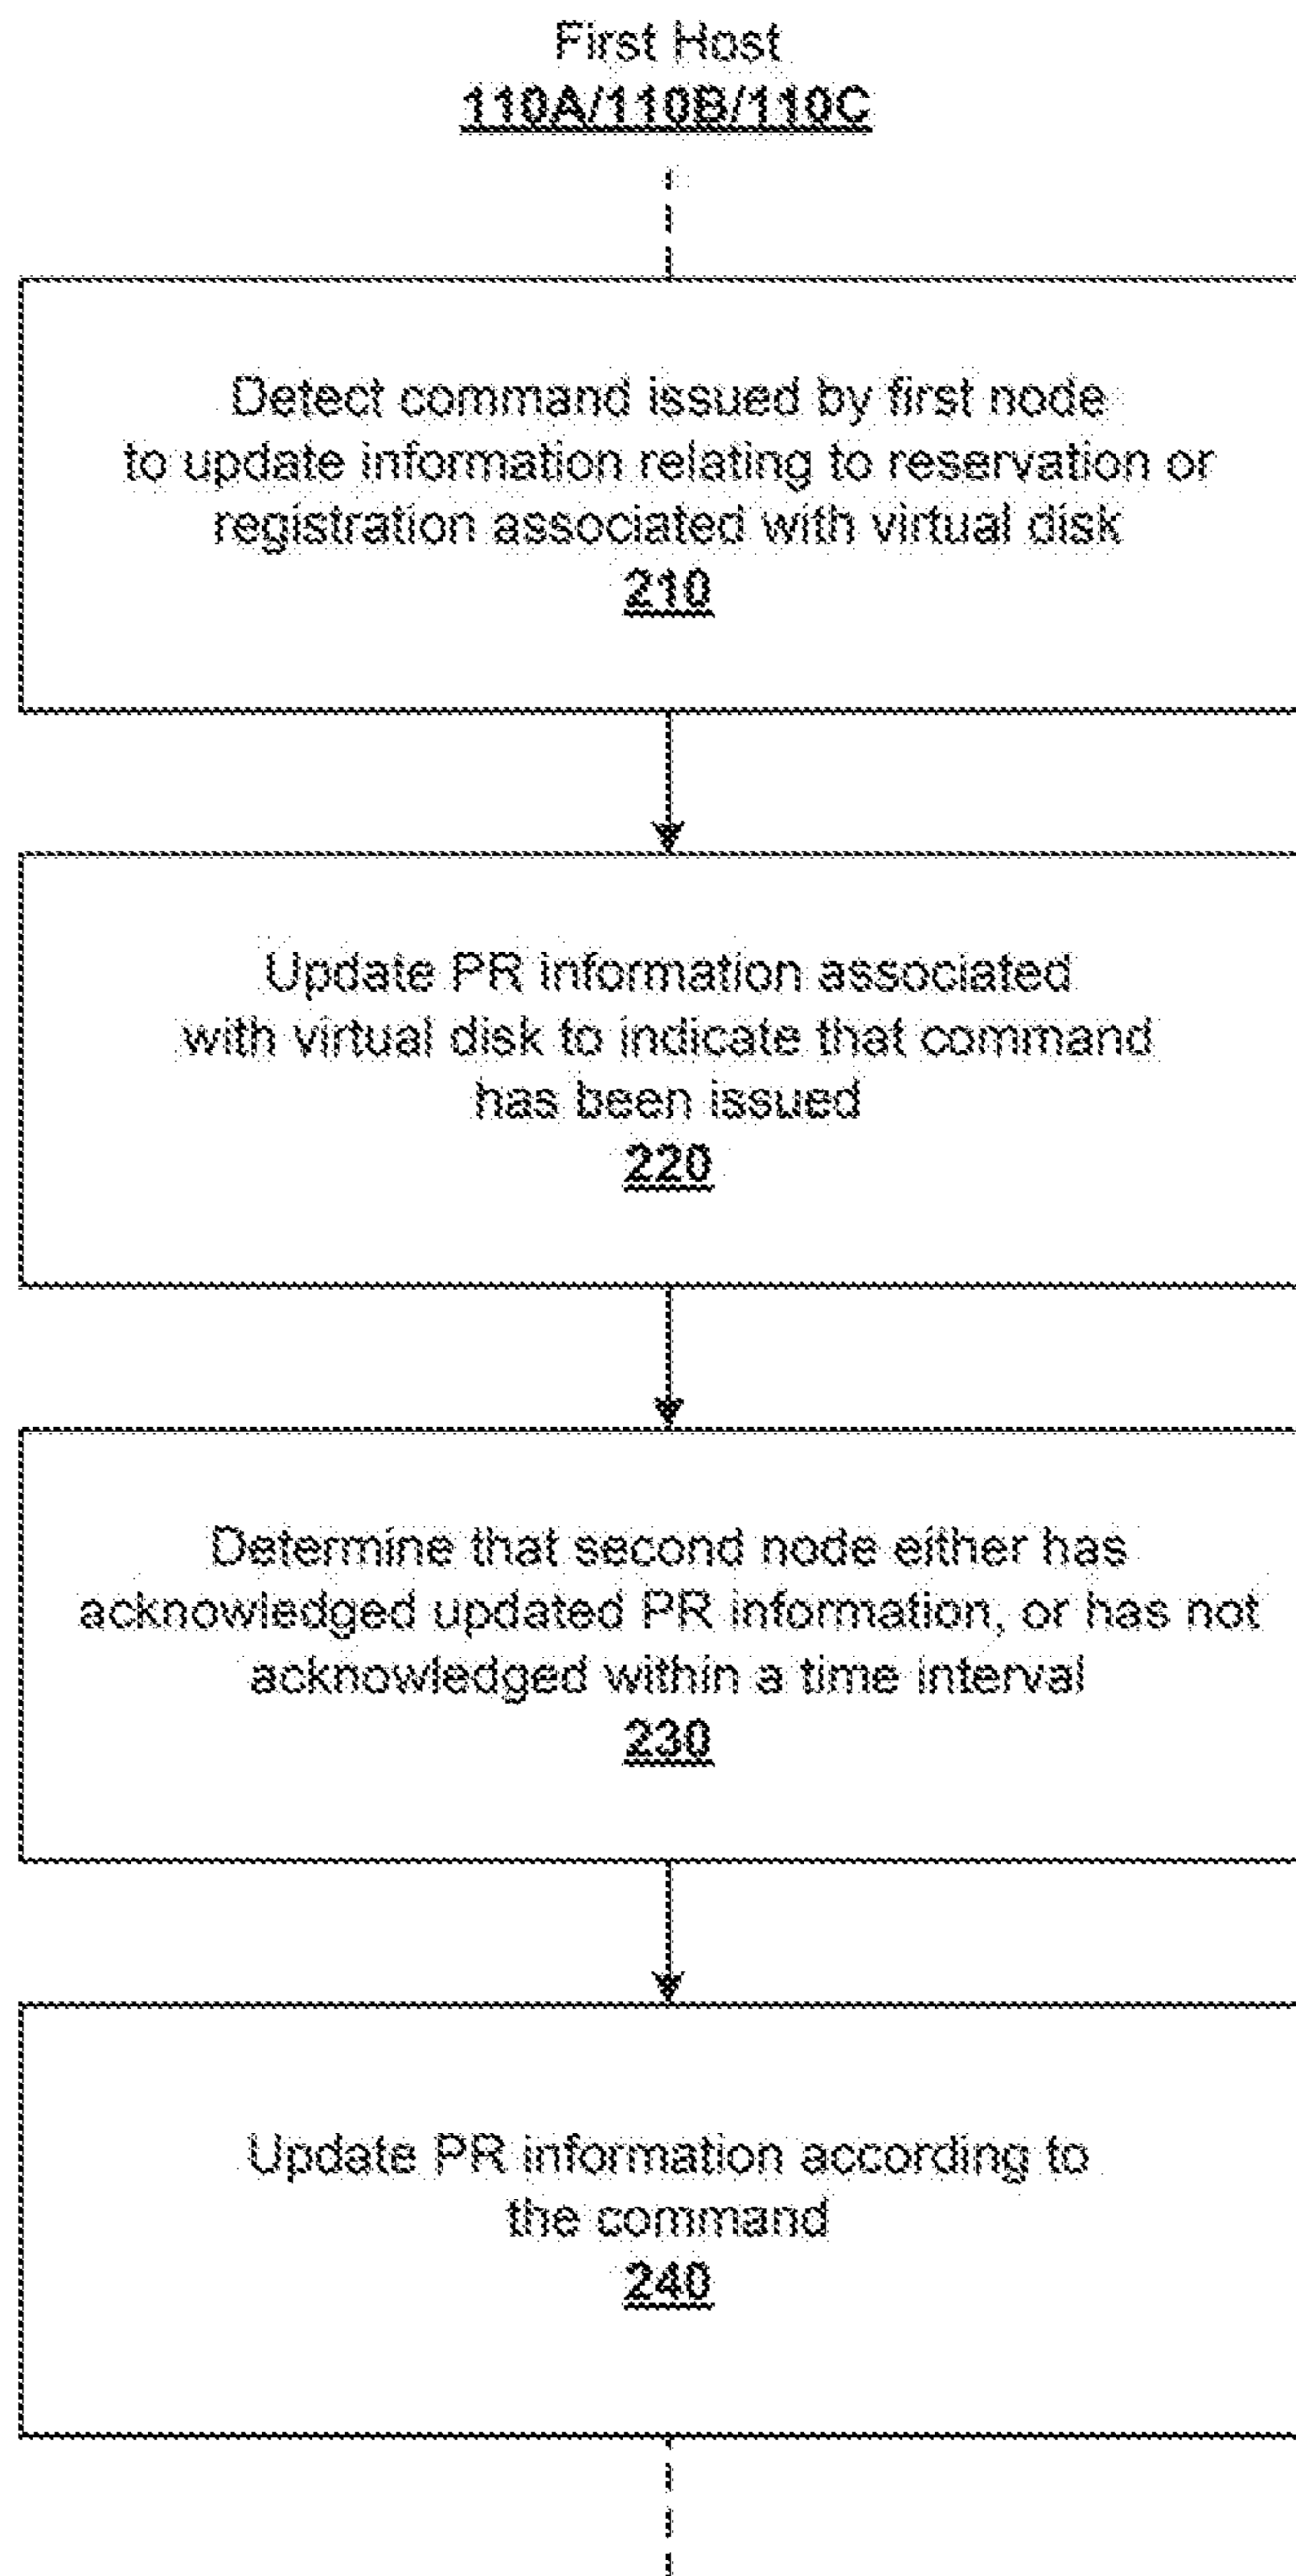 First Host
110A/110B/110C
Detect command issued by first node
to update information relating to reservation or
registration associated with virtual disk
210
Update PR information associated
with virtual disk to indicate that command
has been issued
220
Determine that second node either has
acknowledged updated PR information, or has not
acknowledged within a time interval
230
Update PR information according to
the command
240